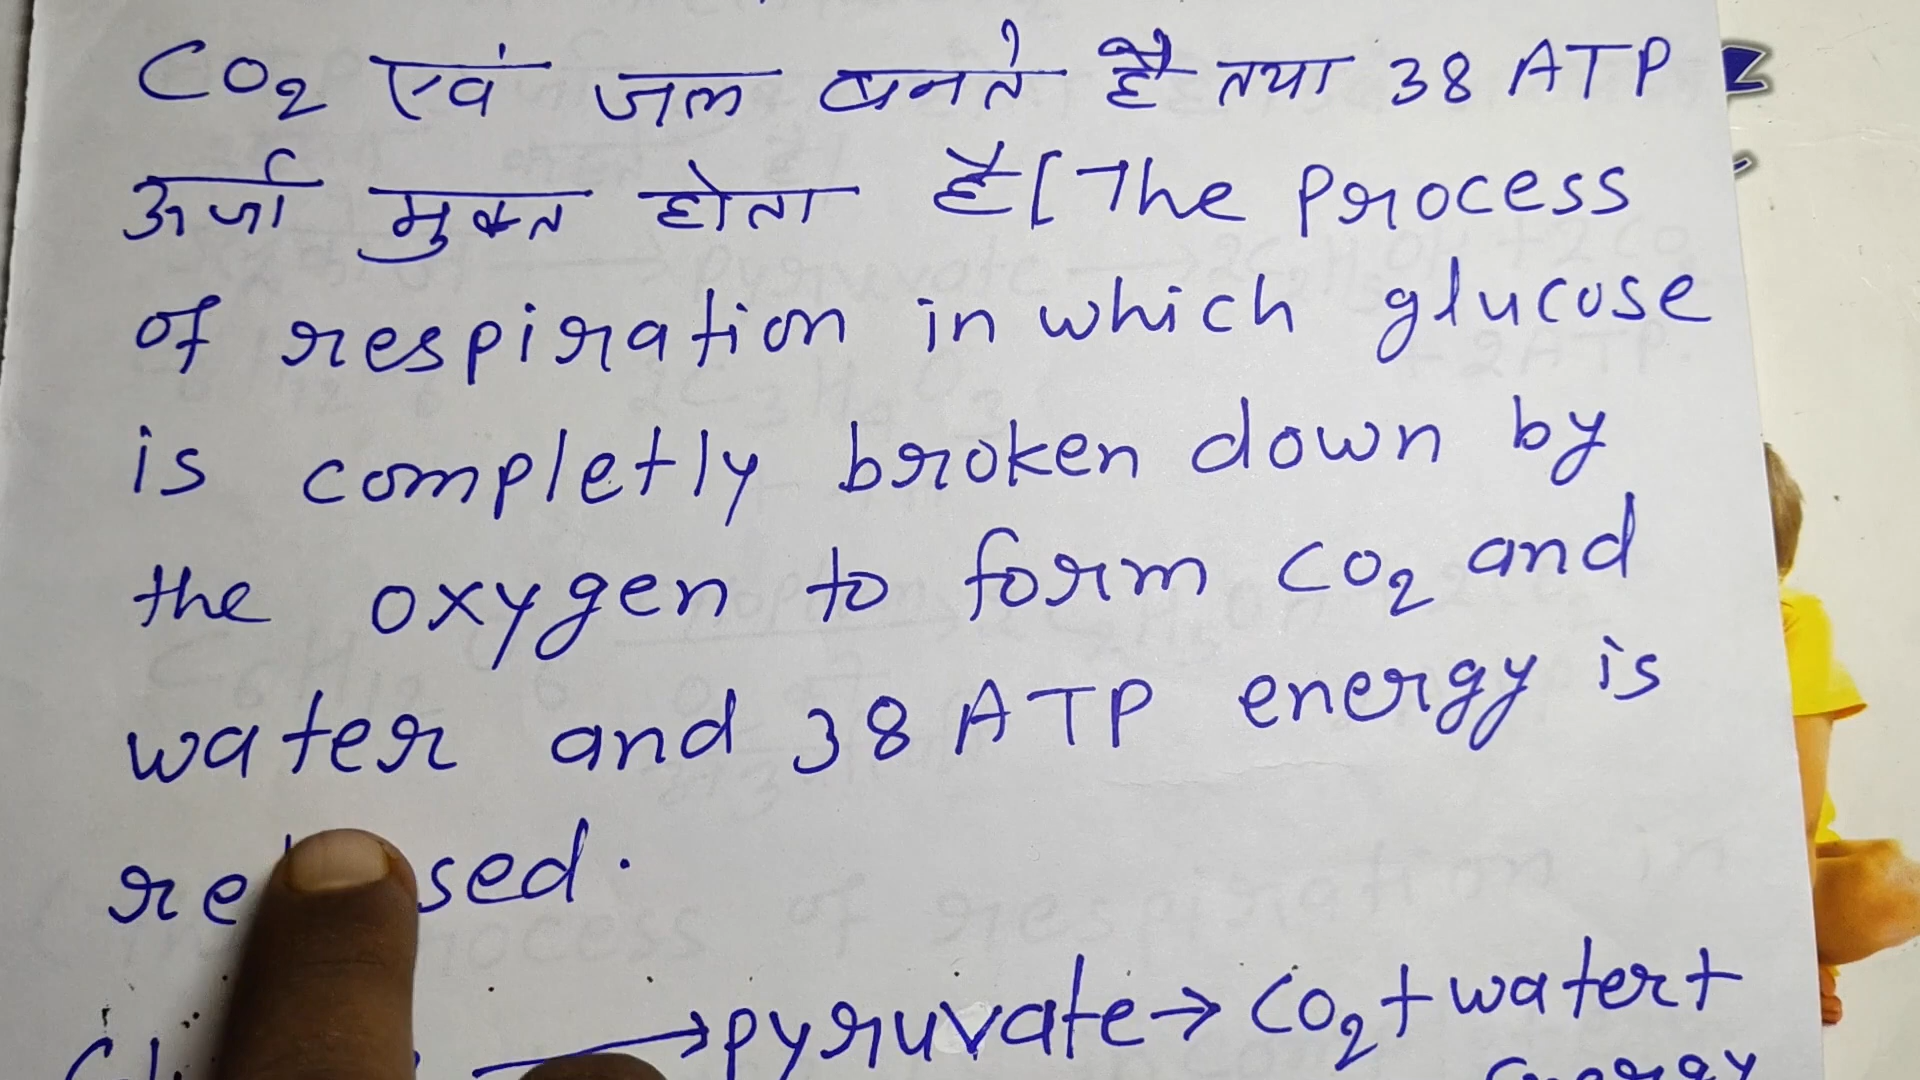 CO2 एवं जल बनते है तथा 38 ATP
ऊर्जा मुक्त होता है [The process
of respiration in which glucose
is completly broken down by
the oxygen to form CO2 and
water and 38 ATP energy is
sed.
→ pyruvate → CO2 + water +
Energy